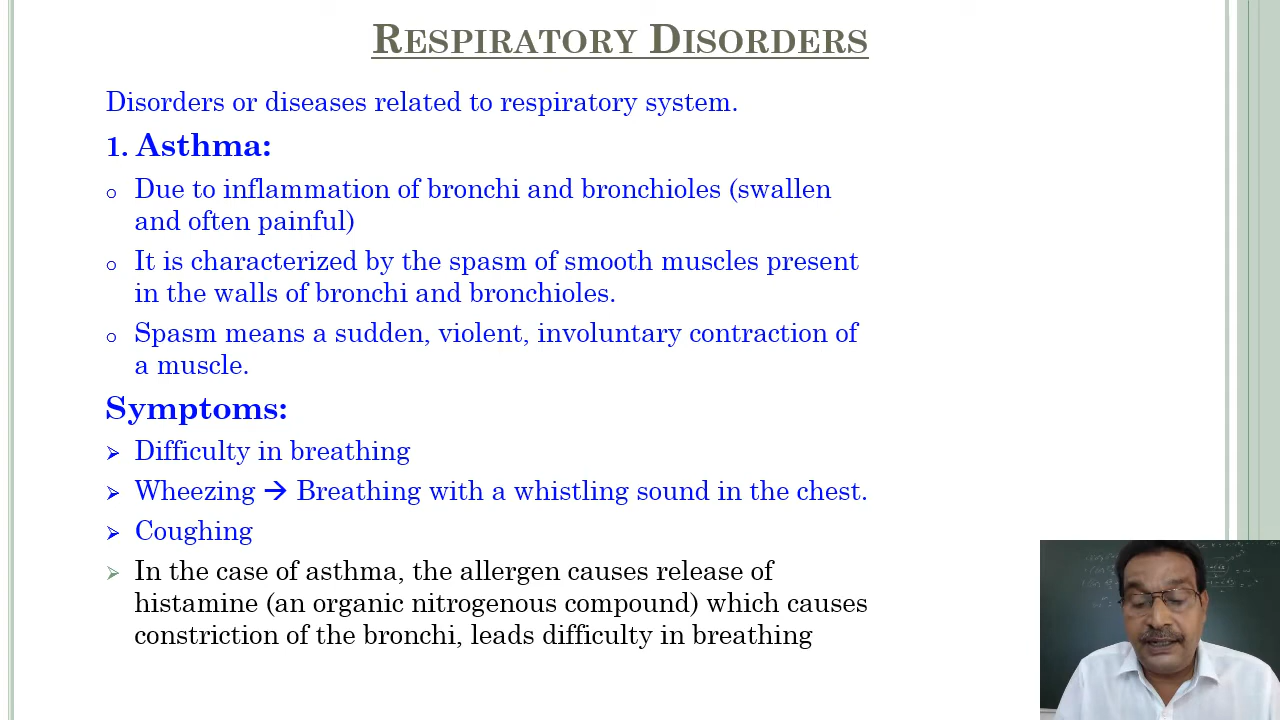 RESPIRATORY DISORDERS
Disorders or diseases related to respiratory system.
1. Asthma:
o Due to inflammation of bronchi and bronchioles (swallen
and often painful)
o It is characterized by the spasm of smooth muscles present
in the walls of bronchi and bronchioles.
o Spasm means a sudden, violent, involuntary contraction of
a muscle.
Symptoms:
➢ Difficulty in breathing
➢ Wheezing → Breathing with a whistling sound in the chest.
➢ Coughing
➢ In the case of asthma, the allergen causes release of
histamine (an organic nitrogenous compound) which causes
constriction of the bronchi, leads difficulty in breathing